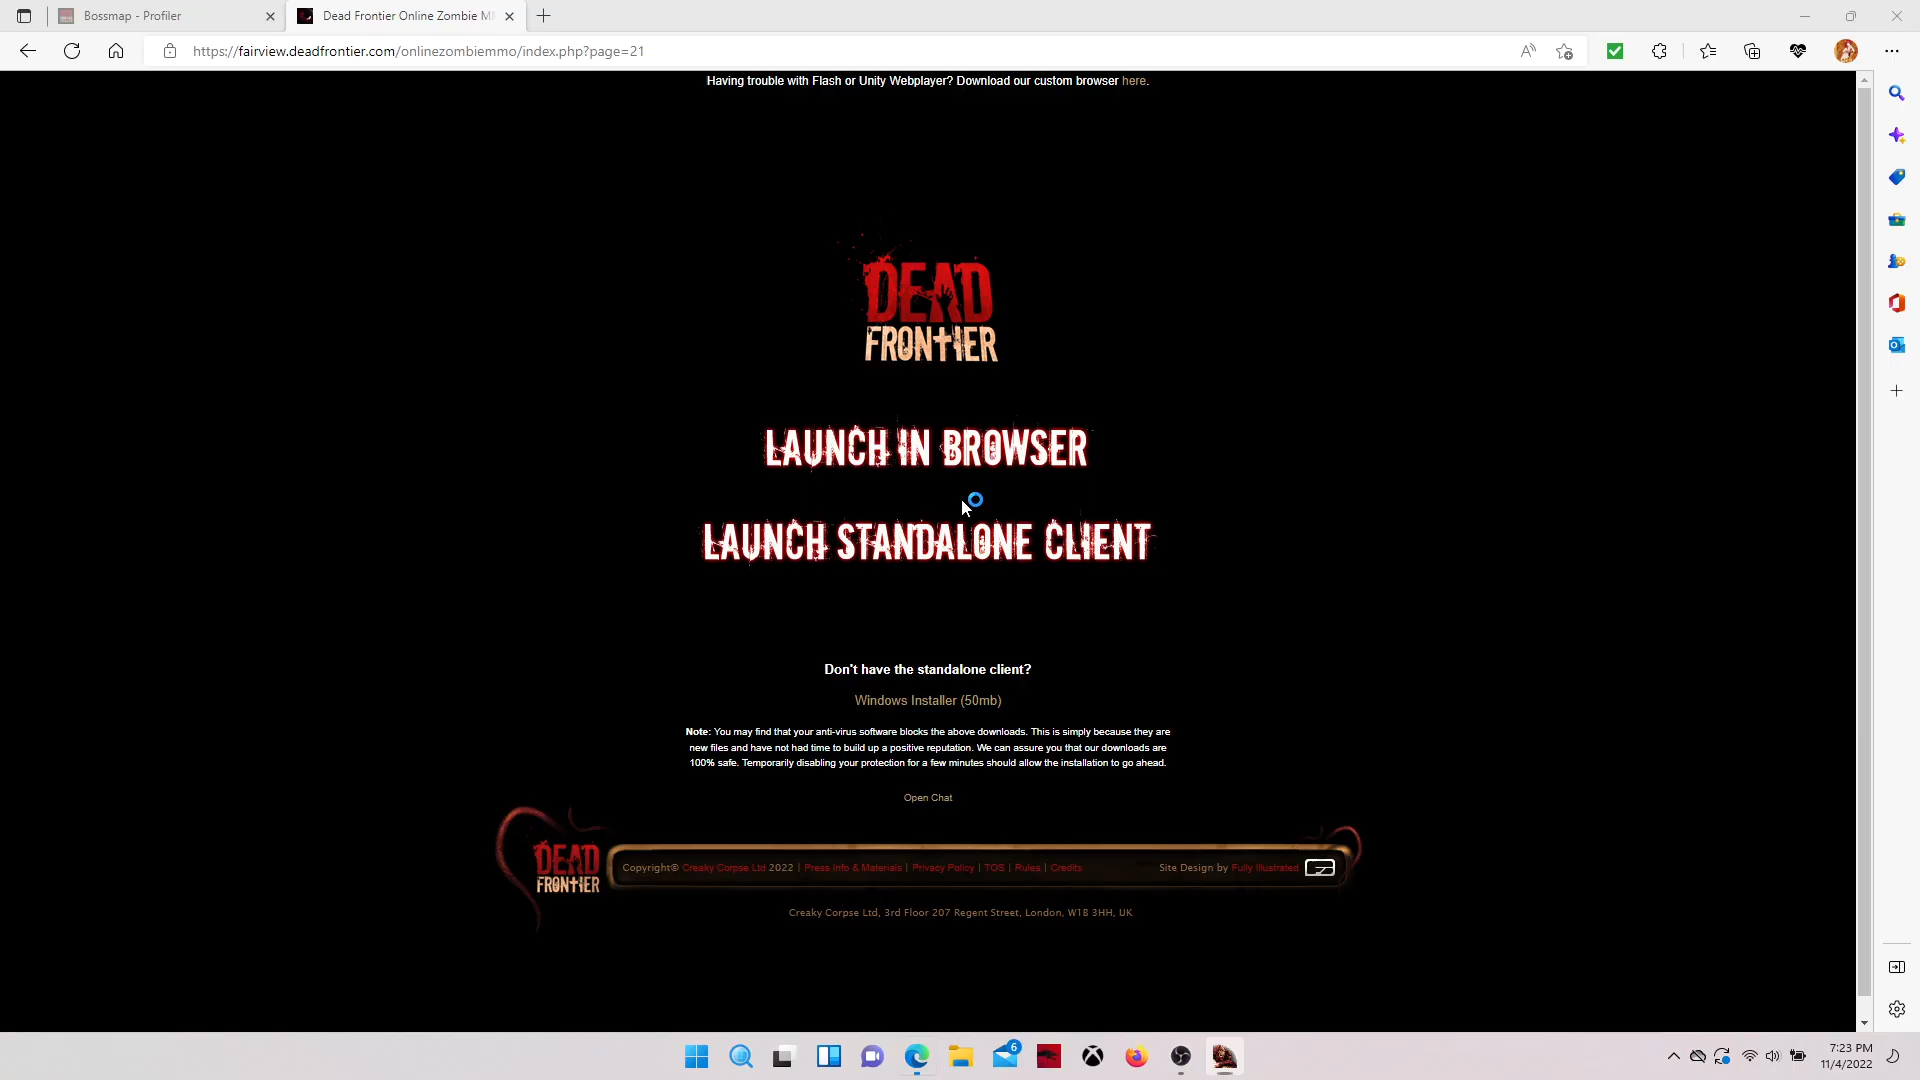 Bossmap - Profiler
Dead Frontier Online Zombie M
https://fairview.deadfrontier.com/onlinezombiemmo/index.php?page=21
Having trouble with Flash or Unity Webplayer? Download our custom browser here.
DEAD
FRONTIER
LAUNCH IN BROWSER
LAUNCH STANDALONE CLIENT
Don't have the standalone client?
Windows Installer (50mb)
Note: You may find that your anti-virus software blocks the above downloads. This is simply because they are
new files and have not had time to build up a positive reputation. We can assure you that our downloads are
100% safe. Temporarily disabling your protection for a few minutes should allow the installation to go ahead.
Open Chat
DEAD
FRONTIER
Copyright© Creaky Corpse Ltd 2022 | Press Info & Materials | Privacy Policy | TOS | Rules | Credits
Site Design by Fully Illustrated
Creaky Corpse Ltd, 3rd Floor 207 Regent Street, London, W1B 3HH, UK
6
7:23 PM
11/4/2022